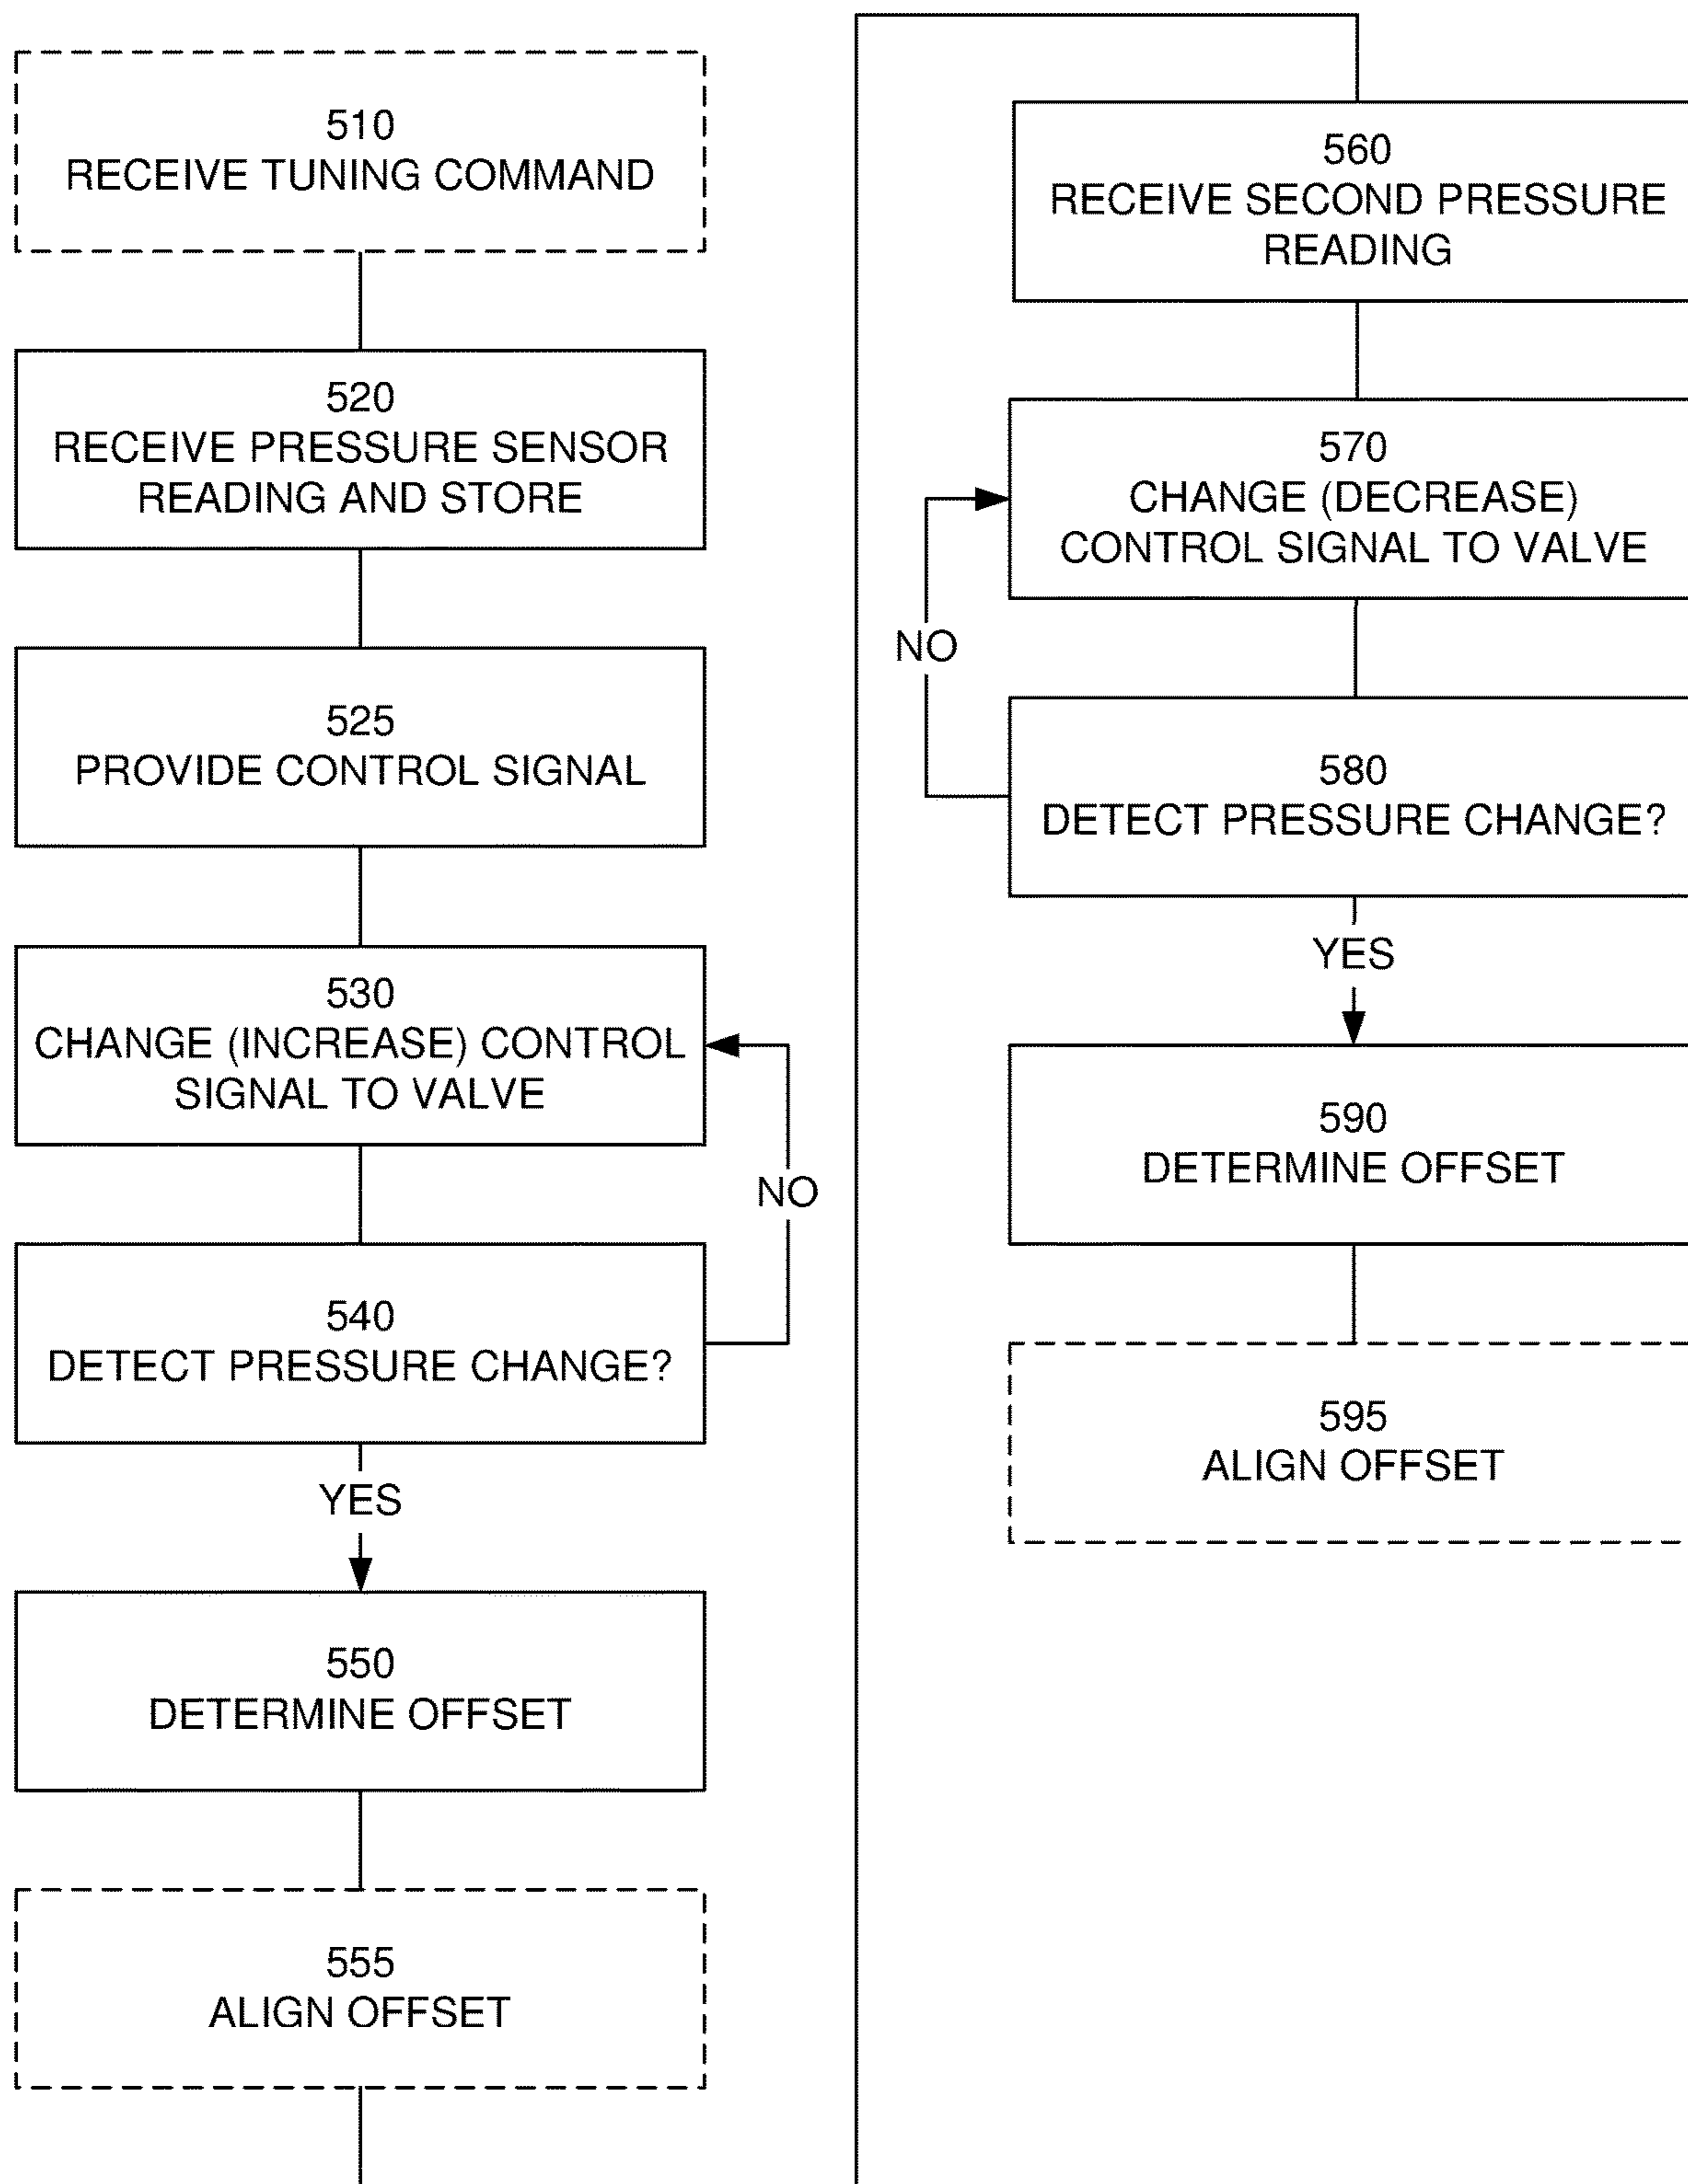 510
RECEIVE TUNING COMMAND
520
RECEIVE PRESSURE SENSOR
READING AND STORE
525
PROVIDE CONTROL SIGNAL
530
CHANGE (INCREASE) CONTROL
SIGNAL TO VALVE
NO
540
DETECT PRESSURE CHANGE?
YES
550
DETERMINE OFFSET
555
ALIGN OFFSET
560
RECEIVE SECOND PRESSURE
READING
570
CHANGE (DECREASE)
CONTROL SIGNAL TO VALVE
NO
580
DETECT PRESSURE CHANGE?
YES
590
DETERMINE OFFSET
595
ALIGN OFFSET